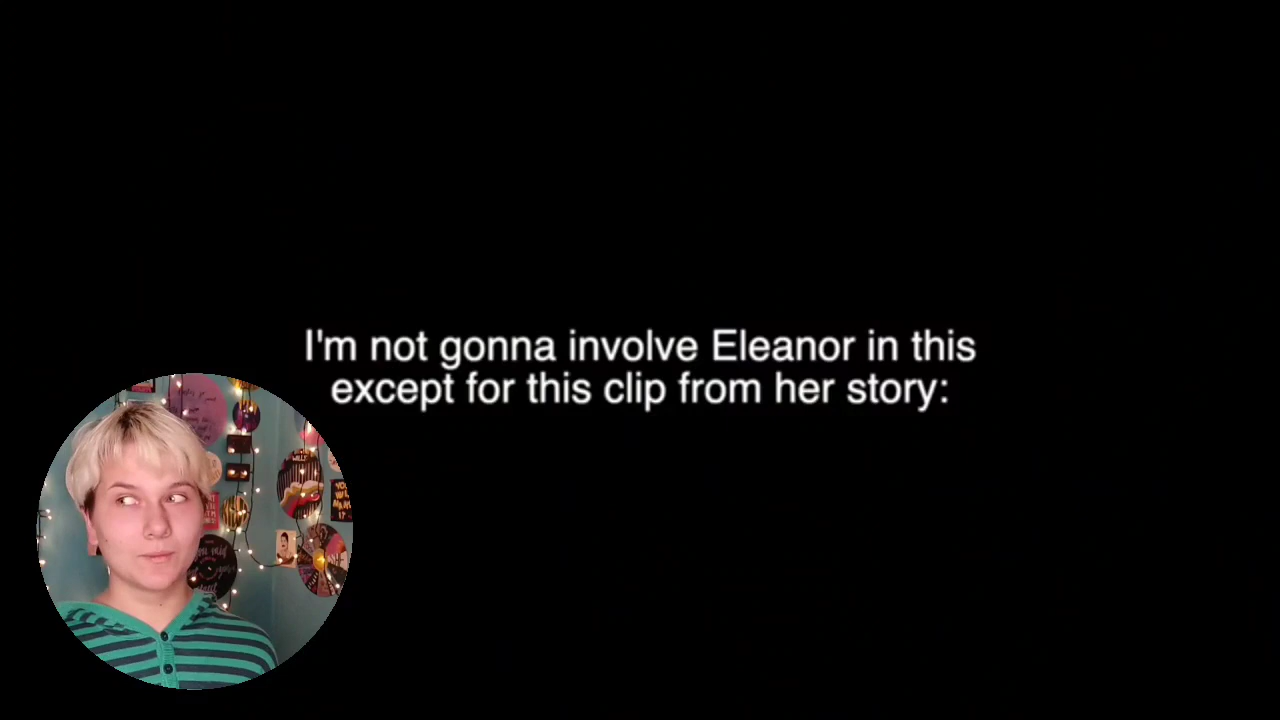 I'm not gonna involve Eleanor in this
except for this clip from her story: